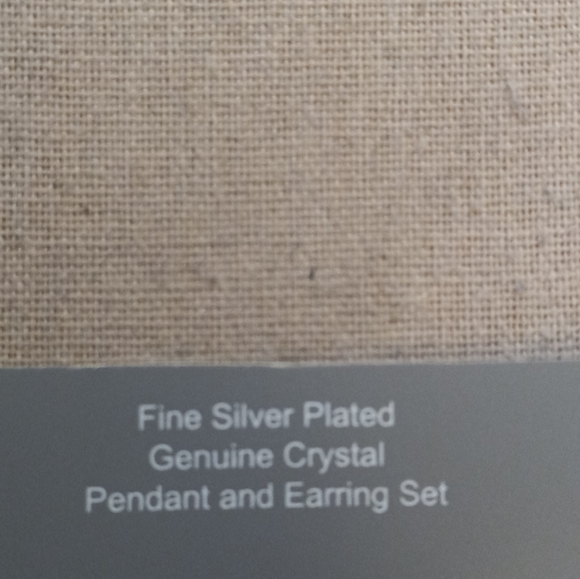 Fine Silver Plated
Genuine Crystal
Pendant and Earring Set